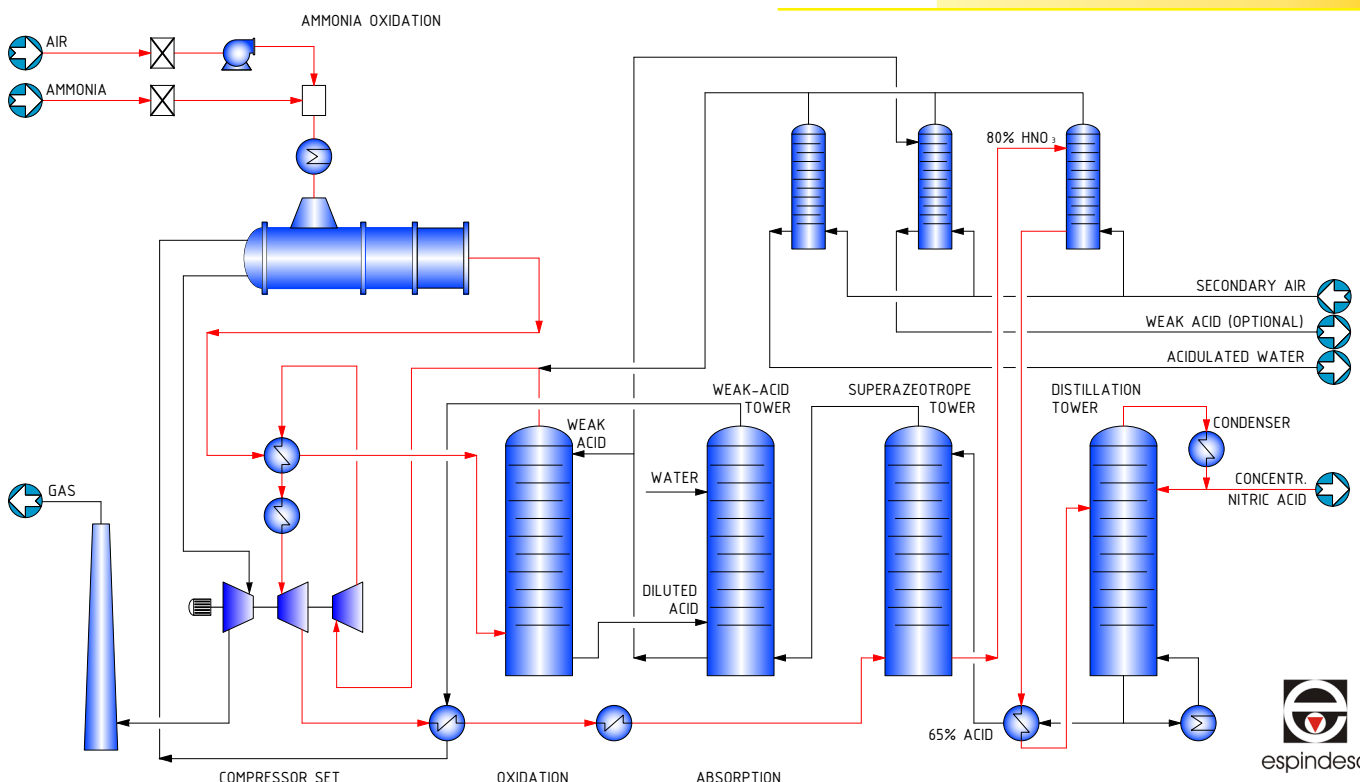 AMMONIA OXIDATION
AIR
AMMONIA
80% HNO₃
SECONDARY AIR
WEAK ACID (OPTIONAL)
ACIDULATED WATER
WEAK-ACID
TOWER
SUPERAZEOTROPE
TOWER
DISTILLATION
TOWER
WEAK
ACID
CONDENSER
WATER
GAS
CONCENTR.
NITRIC ACID
DILUTED
ACID
65% ACID
espindesa
COMPRESSOR SET
OXIDATION
ABSORPTION